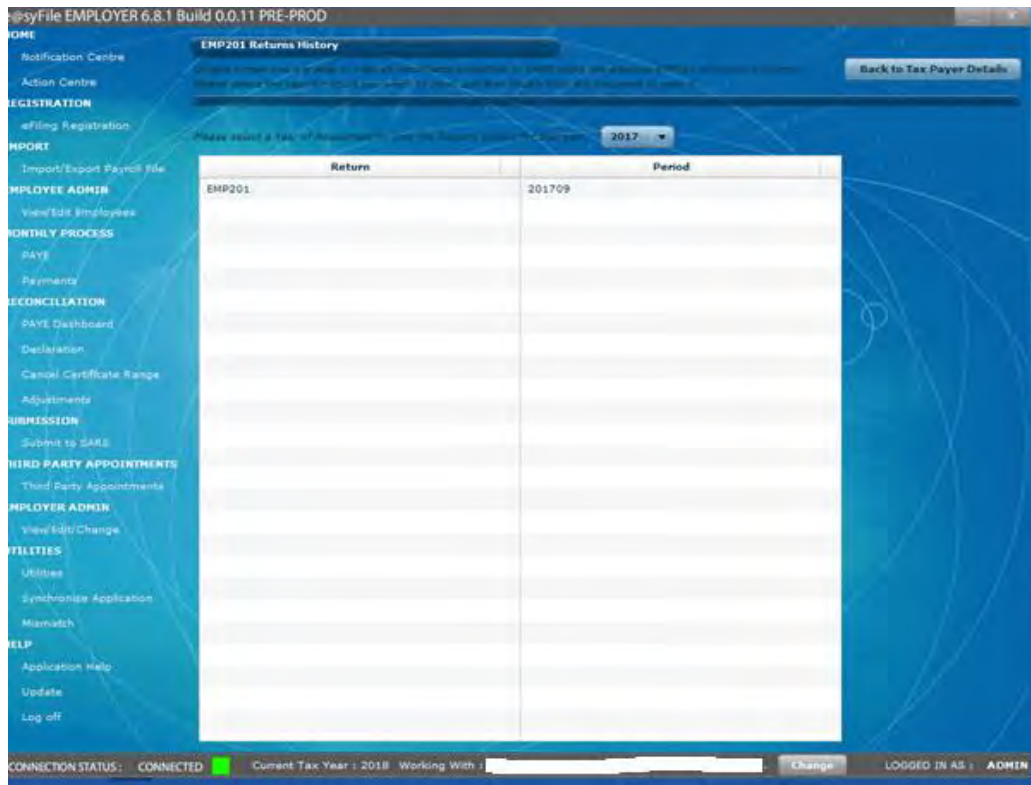 e@syFile EMPLOYER 6.8.1 Build 0.0.11 PRE-PROD
HOME
Notification Centre
Action Centre
REGISTRATION
eFiling Registration
IMPORT
Import/Export Payroll File
EMPLOYEE ADMIN
View/Edit Employees
MONTHLY PROCESS
PAYE
Payments
RECONCILIATION
PAYE Dashboard
Declaration
Cancel Certificate Range
Adjustments
SUBMISSION
Submit to SARS
THIRD PARTY APPOINTMENTS
Third Party Appointments
EMPLOYER ADMIN
View/Edit/Change
UTILITIES
Utilities
Synchronize Application
Mismatch
HELP
Application Help
Update
Log off
EMP201 Returns History
Back to Tax Payer Details
Please select a 2017
Return Period
EMP201 201709
CONNECTION STATUS : CONNECTED Current Tax Year : 2018 Working With : Change LOGGED IN AS : ADMIN